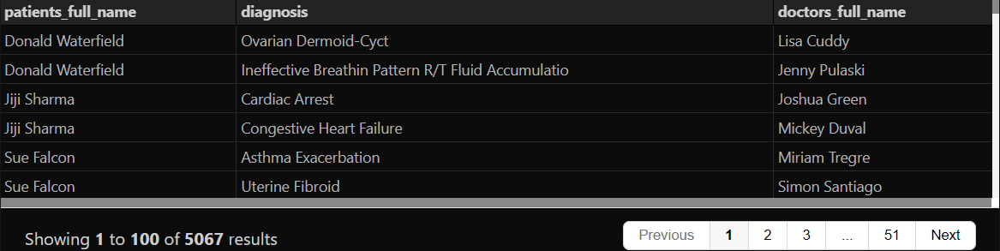 patients_full_name diagnosis doctors_full_name
Donald Waterfield Ovarian Dermoid-Cyct Lisa Cuddy
Donald Waterfield Ineffective Breathin Pattern R/T Fluid Accumulatio Jenny Pulaski
Jiji Sharma Cardiac Arrest Joshua Green
Jiji Sharma Congestive Heart Failure Mickey Duval
Sue Falcon Asthma Exacerbation Miriam Tregre
Sue Falcon Uterine Fibroid Simon Santiago
Showing 1 to 100 of 5067 results Previous 1 2 3 ... 51 Next